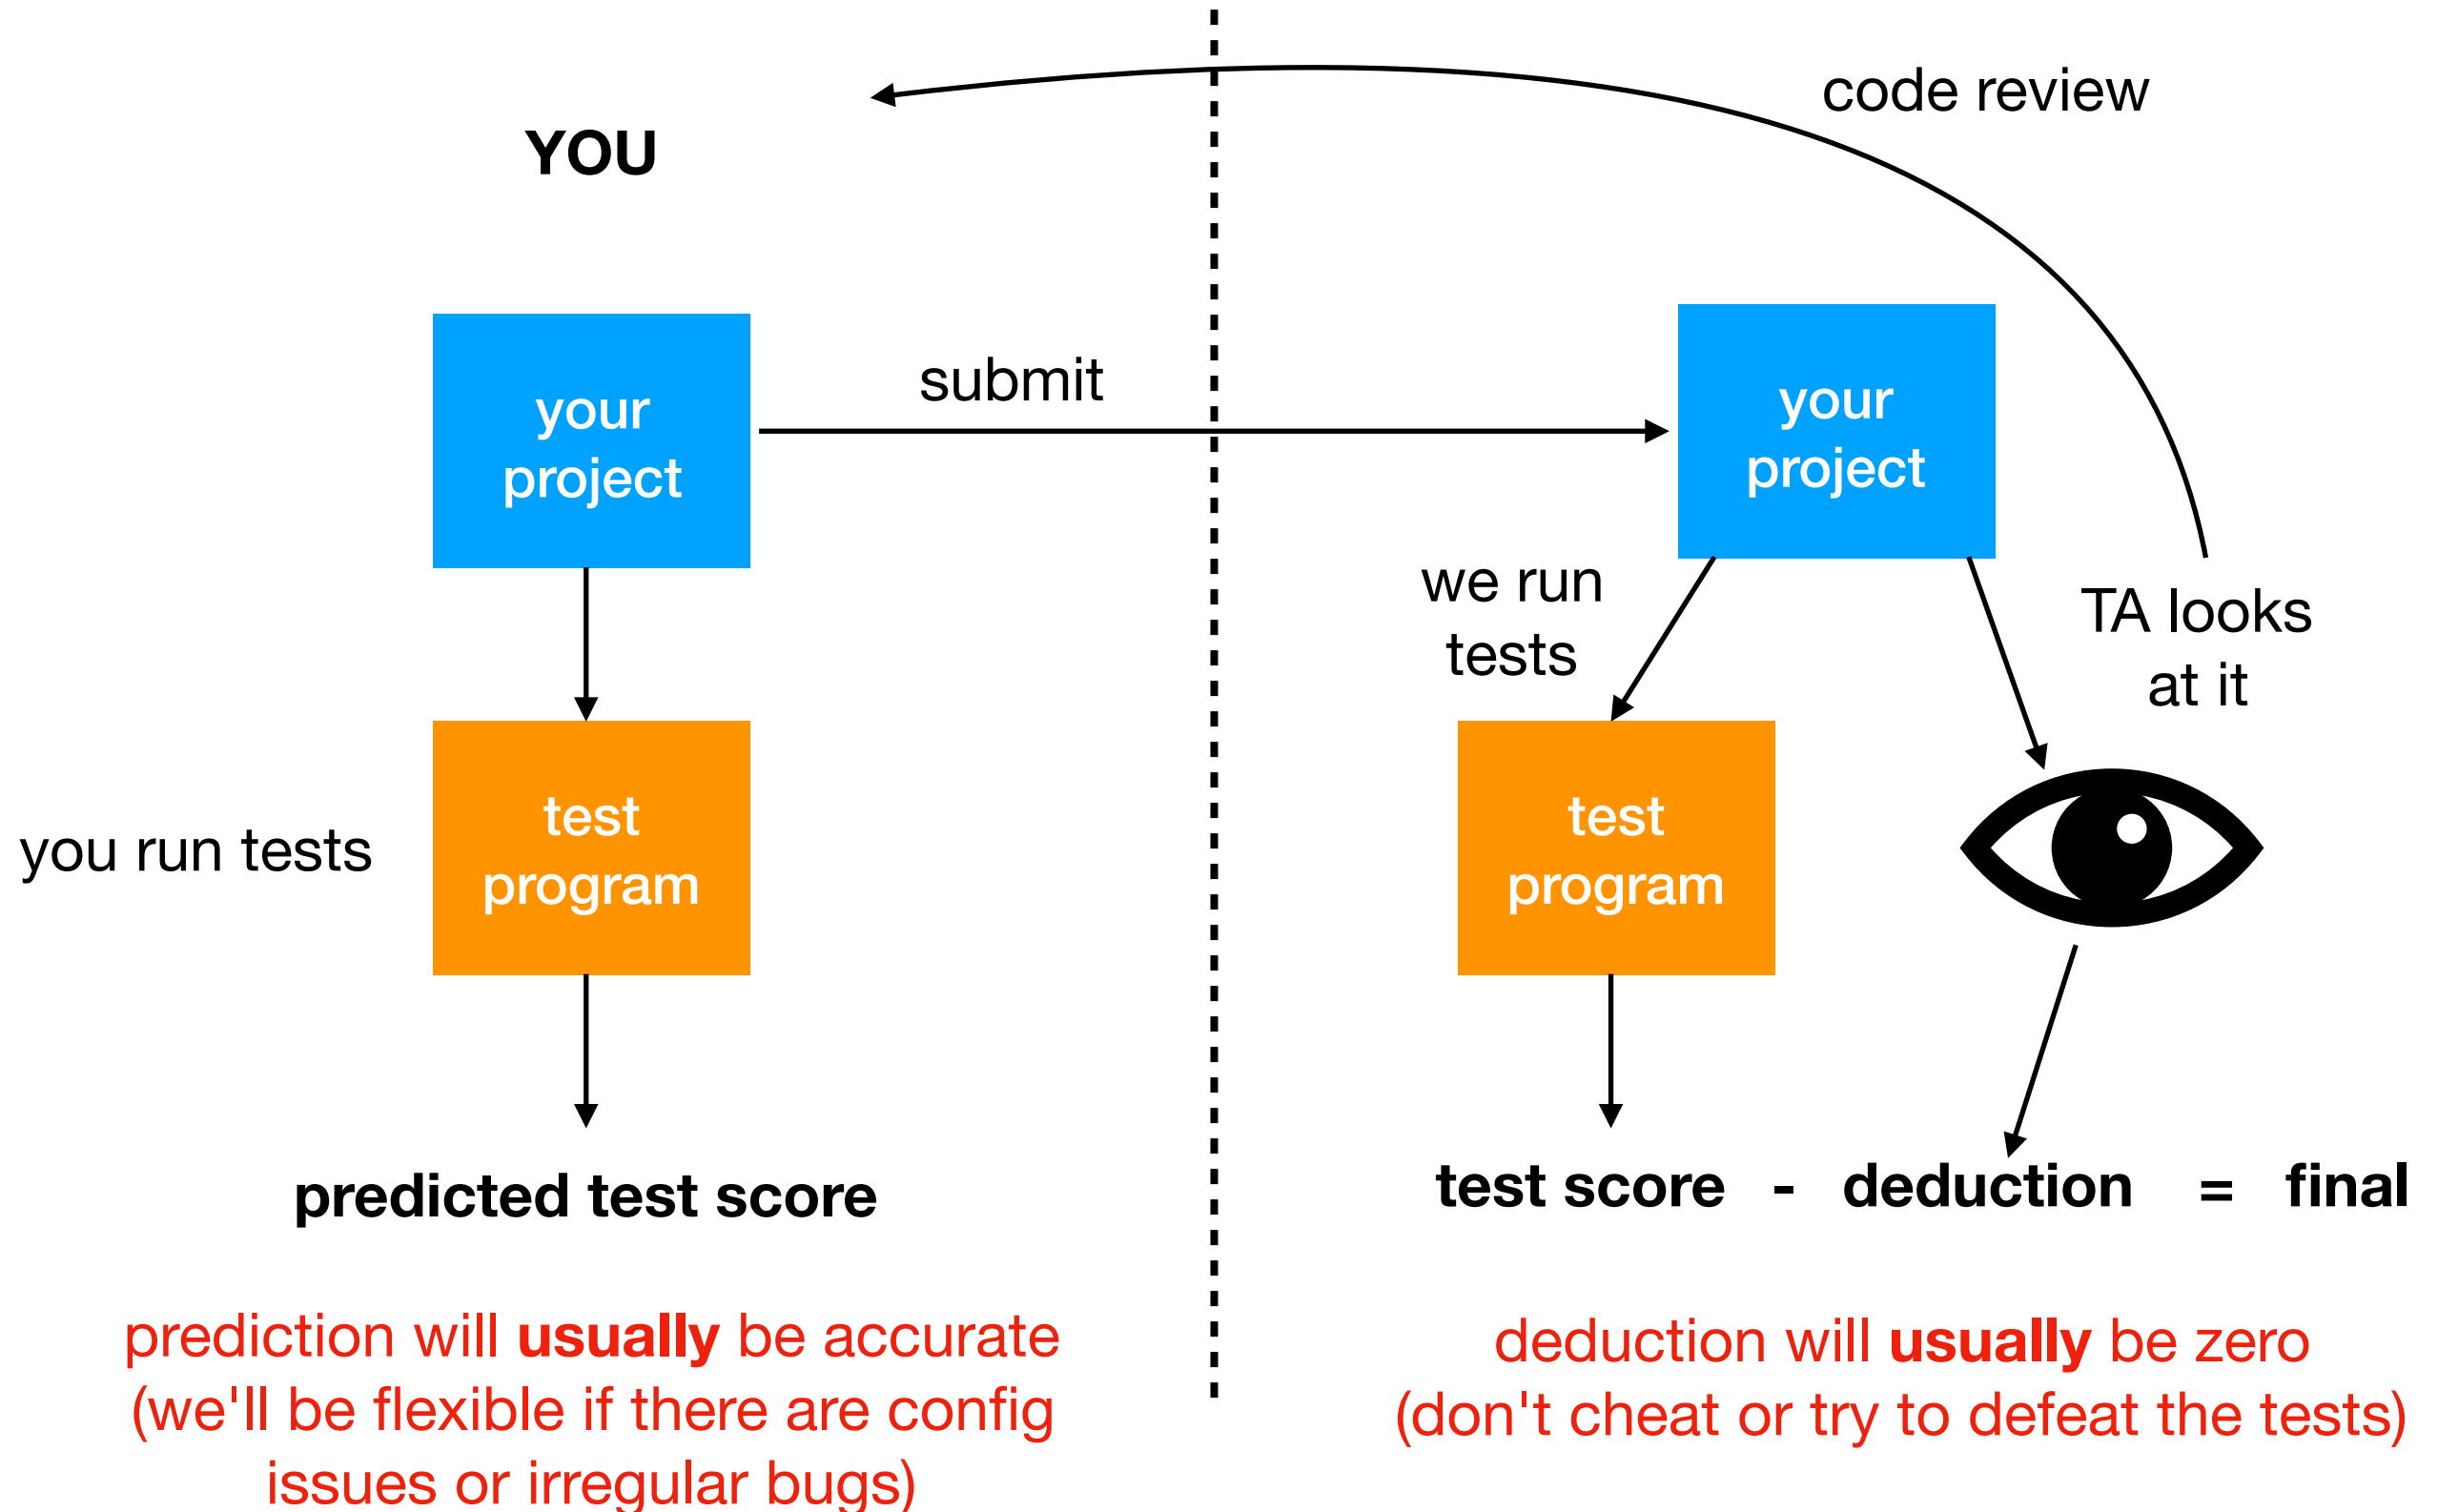 code review
YOU
your
project
submit
your
project
we run
tests
TA looks
at it
you run tests
test
program
test
program
predicted test score
test score - deduction = final
prediction will usually be accurate
(we'll be flexible if there are config
issues or irregular bugs)
deduction will usually be zero
(don't cheat or try to defeat the tests)